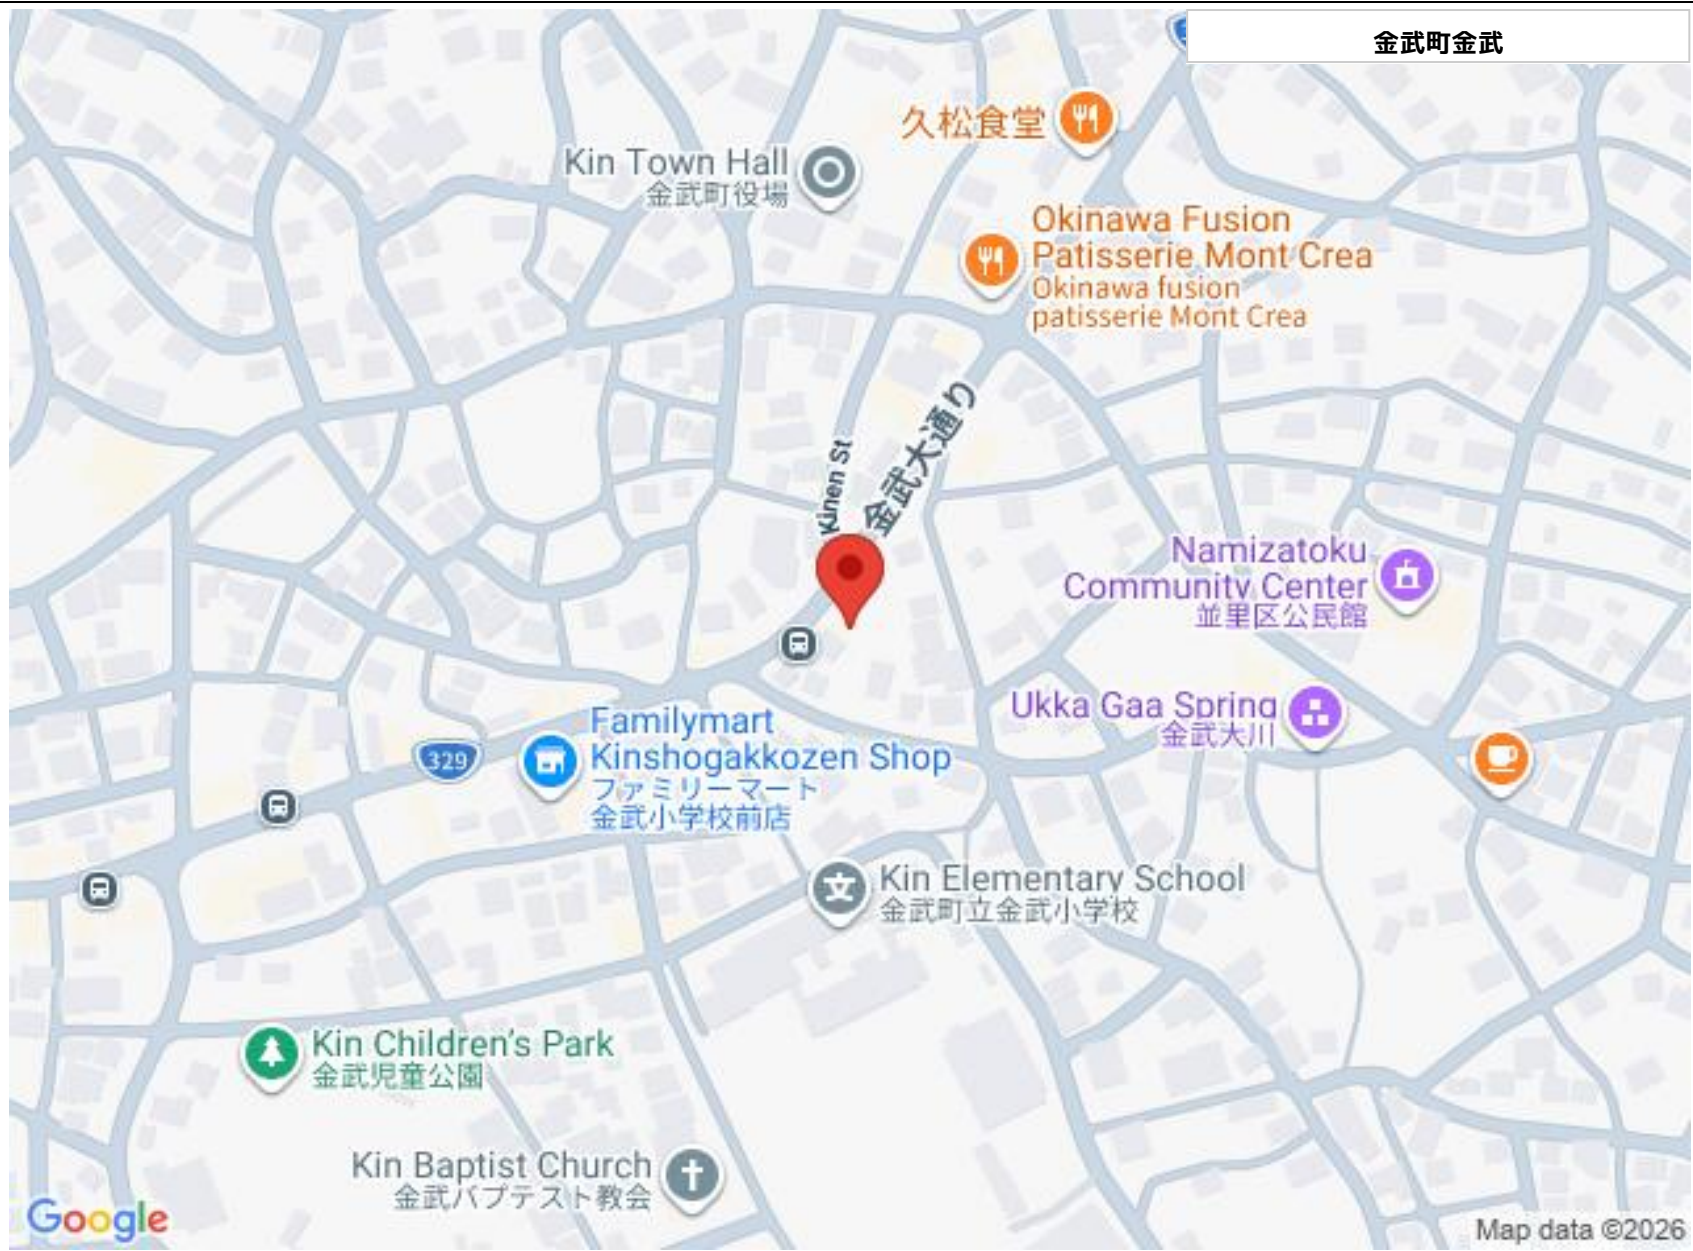 金武町金武
久松食堂
Kin Town Hall
金武町役場
Okinawa Fusion
Patisserie Mont Crea
Okinawa fusion
patisserie Mont Crea
Kinen St
金武大通り
Namizatoku
Community Center
並里区公民館
Ukka Gaa Spring
金武大川
Familymart
Kinshogakkozen Shop
ファミリーマート
金武小学校前店
329
Kin Elementary School
金武町立金武小学校
文
Kin Children's Park
金武児童公園
Kin Baptist Church
金武バプテスト教会
Google
Map data ©2026